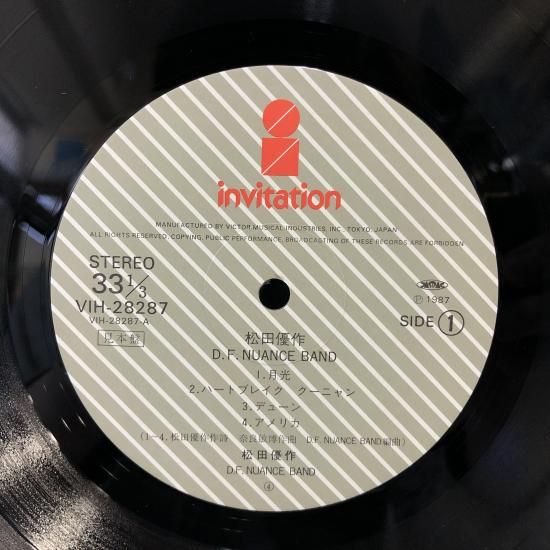 invitation
MANUFACTURED BY VICTOR MUSICAL INDUSTRIES, INC., TOKYO, JAPAN
ALL RIGHTS RESERVED, COPYING, PUBLIC PERFORMANCE, BROADCASTING OF THESE RECORDS ARE FORBIDDEN
STEREO
33 1/3
VIH-28287
VIH-28287-A
見本盤
JASRAC
Ⓟ 1987
SIDE 1
松田優作
D.F. NUANCE BAND
1.月光
2.ハートブレイク クーニャン
3.デューン
4.アメリカ
(1〜4. 松田優作作詩 奈良敏博作曲 D.F. NUANCE BAND編曲)
松田優作
D.F. NUANCE BAND
④